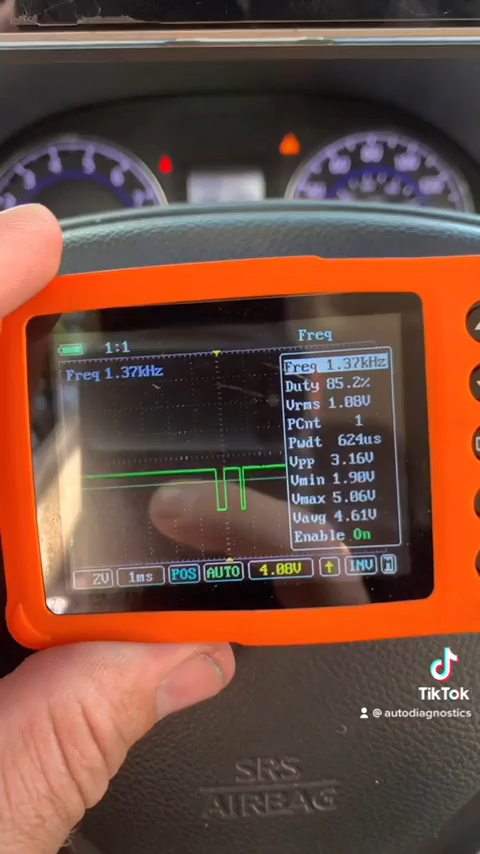 1:1
Freq
Freq 1.37kHz
Freq 1.37kHz
Duty 85.2%
Vrms 1.08V
PCnt 1
Pwdt 624us
Vpp 3.16V
Vmin 1.90V
Vmax 5.06V
Vavg 4.61V
Enable On
2V 1ms POS AUTO 4.08V ↑ INV
TikTok
@autodiagnostics
SRS
AIRBAG